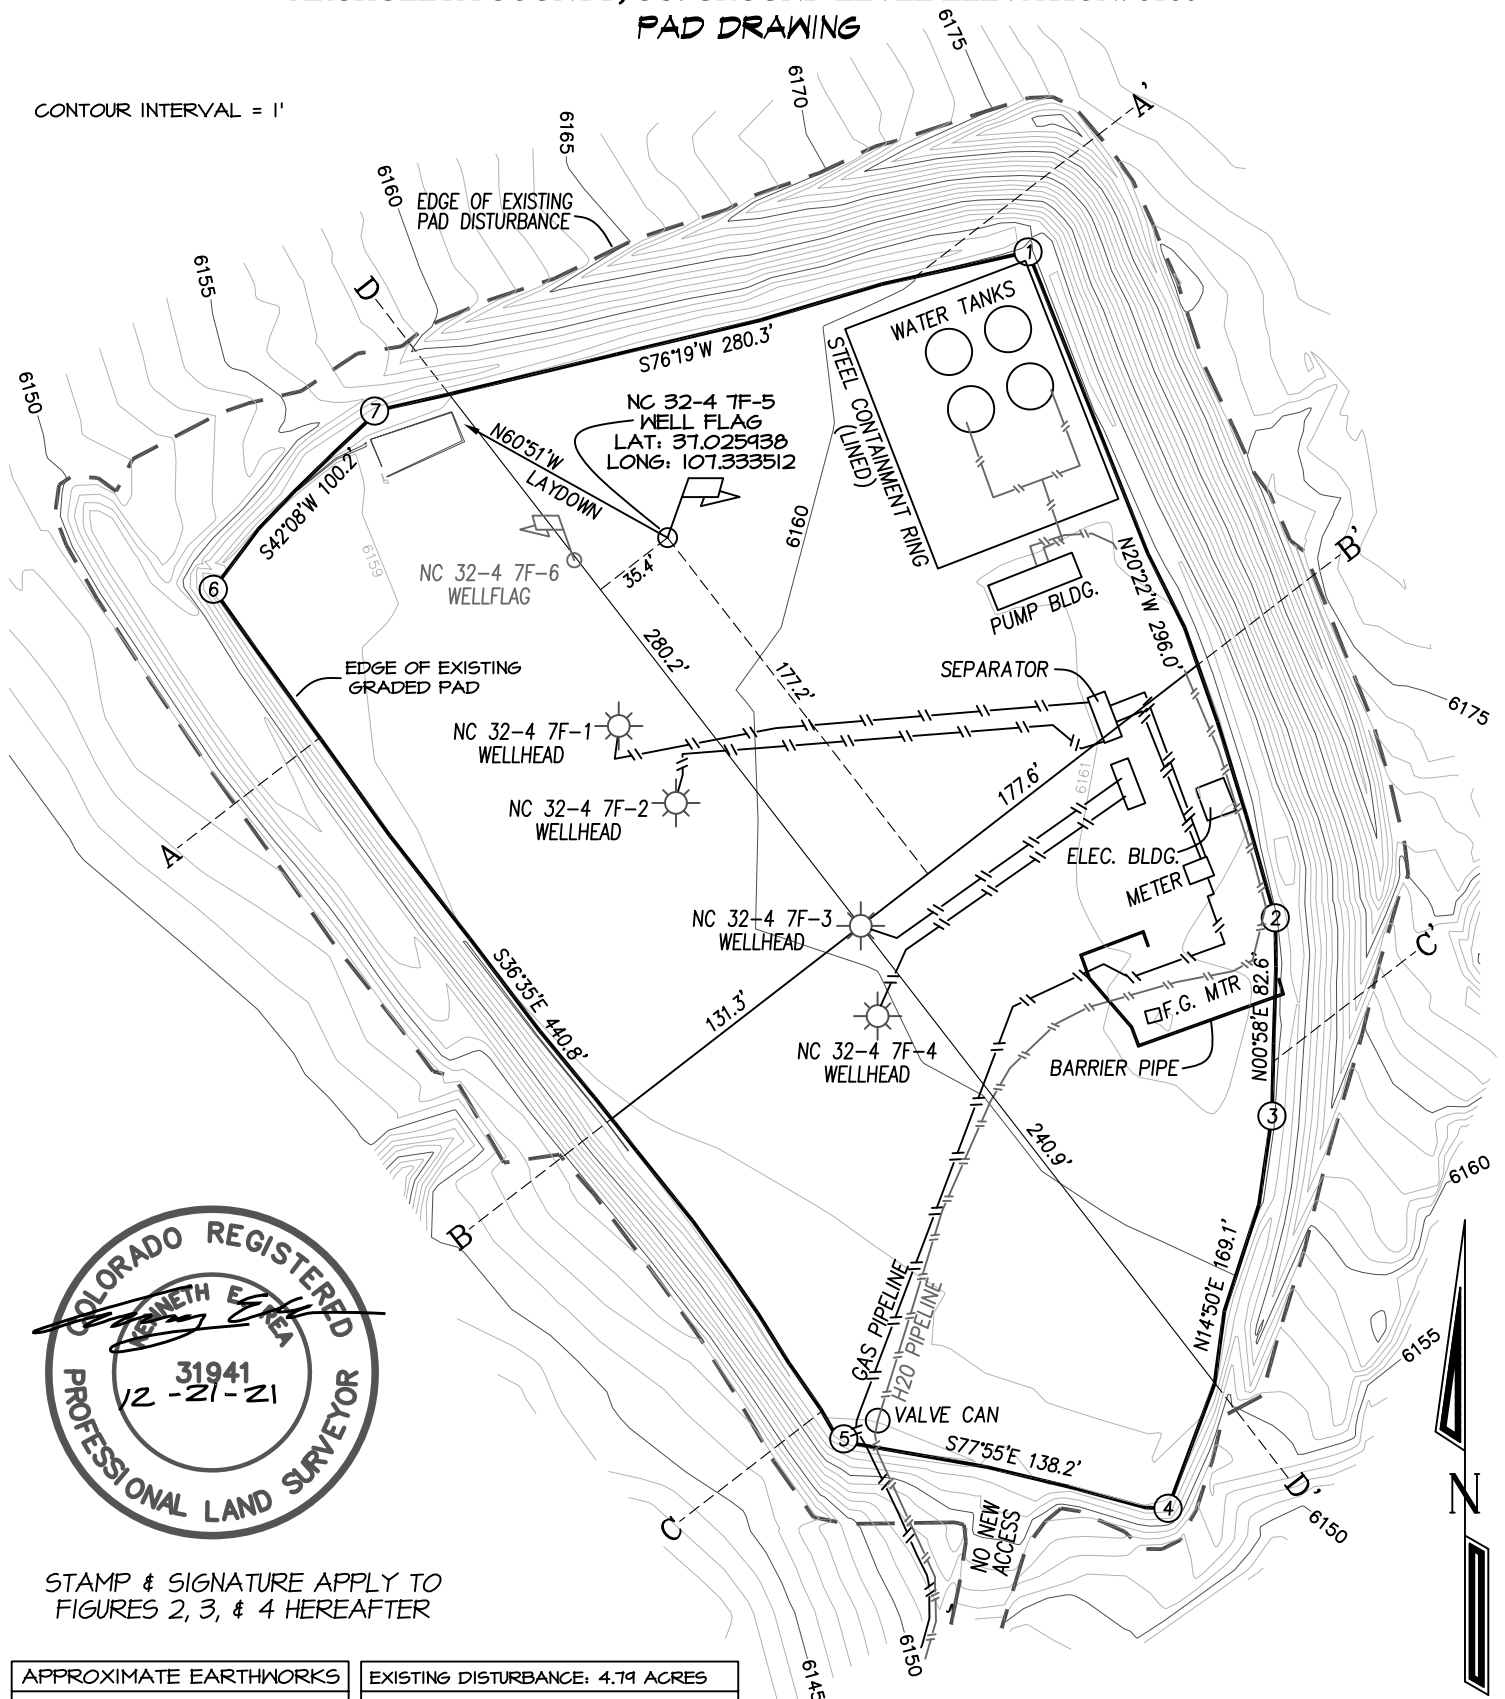 PAD DRAWING
CONTOUR INTERVAL = 1'
6175
6170
6165
6160
6155
6150
EDGE OF EXISTING
PAD DISTURBANCE
A'
D
1
WATER TANKS
STEEL CONTAINMENT RING
(LINED)
S76°19'W 280.3'
7
NC 32-4 7F-5
WELL FLAG
LAT: 37.025938
LONG: 107.333512
N60°51'W
LAYDOWN
S42°08'W 100.2'
6159
6160
6
NC 32-4 7F-6
WELLFLAG
35.4'
PUMP BLDG.
N20°22'W 296.0'
B'
280.2'
177.2'
EDGE OF EXISTING
GRADED PAD
SEPARATOR
6175
NC 32-4 7F-1
WELLHEAD
NC 32-4 7F-2
WELLHEAD
177.6'
6161
A
ELEC. BLDG.
METER
NC 32-4 7F-3
WELLHEAD
2
C'
S36°35'E 440.8'
131.3'
F.G. MTR
N00°58'E 82.6'
NC 32-4 7F-4
WELLHEAD
BARRIER PIPE
3
240.9'
6160
B
N14°50'E 169.1'
GAS PIPELINE
H20 PIPELINE
6155
COLORADO REGISTERED
KENNETH E. REA
31941
12-21-21
PROFESSIONAL LAND SURVEYOR
VALVE CAN
5
S77°55'E 138.2'
4
D'
6150
N
C
NO NEW
ACCESS
STAMP & SIGNATURE APPLY TO
FIGURES 2, 3, & 4 HEREAFTER
6150
6145
APPROXIMATE EARTHWORKS
EXISTING DISTURBANCE: 4.79 ACRES